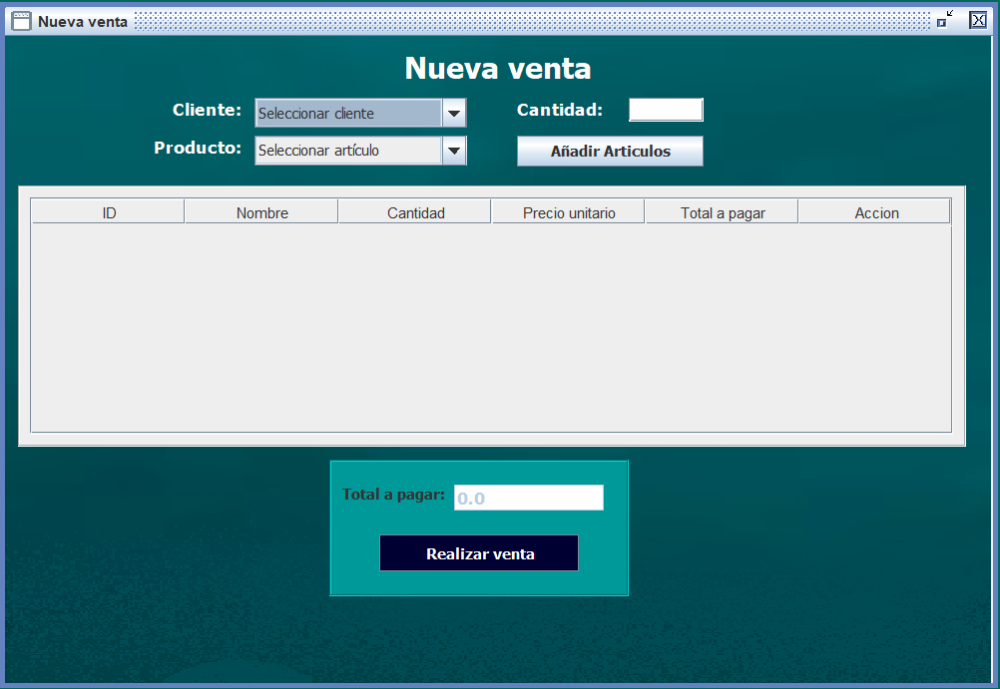 Nueva venta
Nueva venta
Cliente: Seleccionar cliente Cantidad:
Producto: Seleccionar artículo Añadir Articulos
ID Nombre Cantidad Precio unitario Total a pagar Accion
Total a pagar: 0.0
Realizar venta